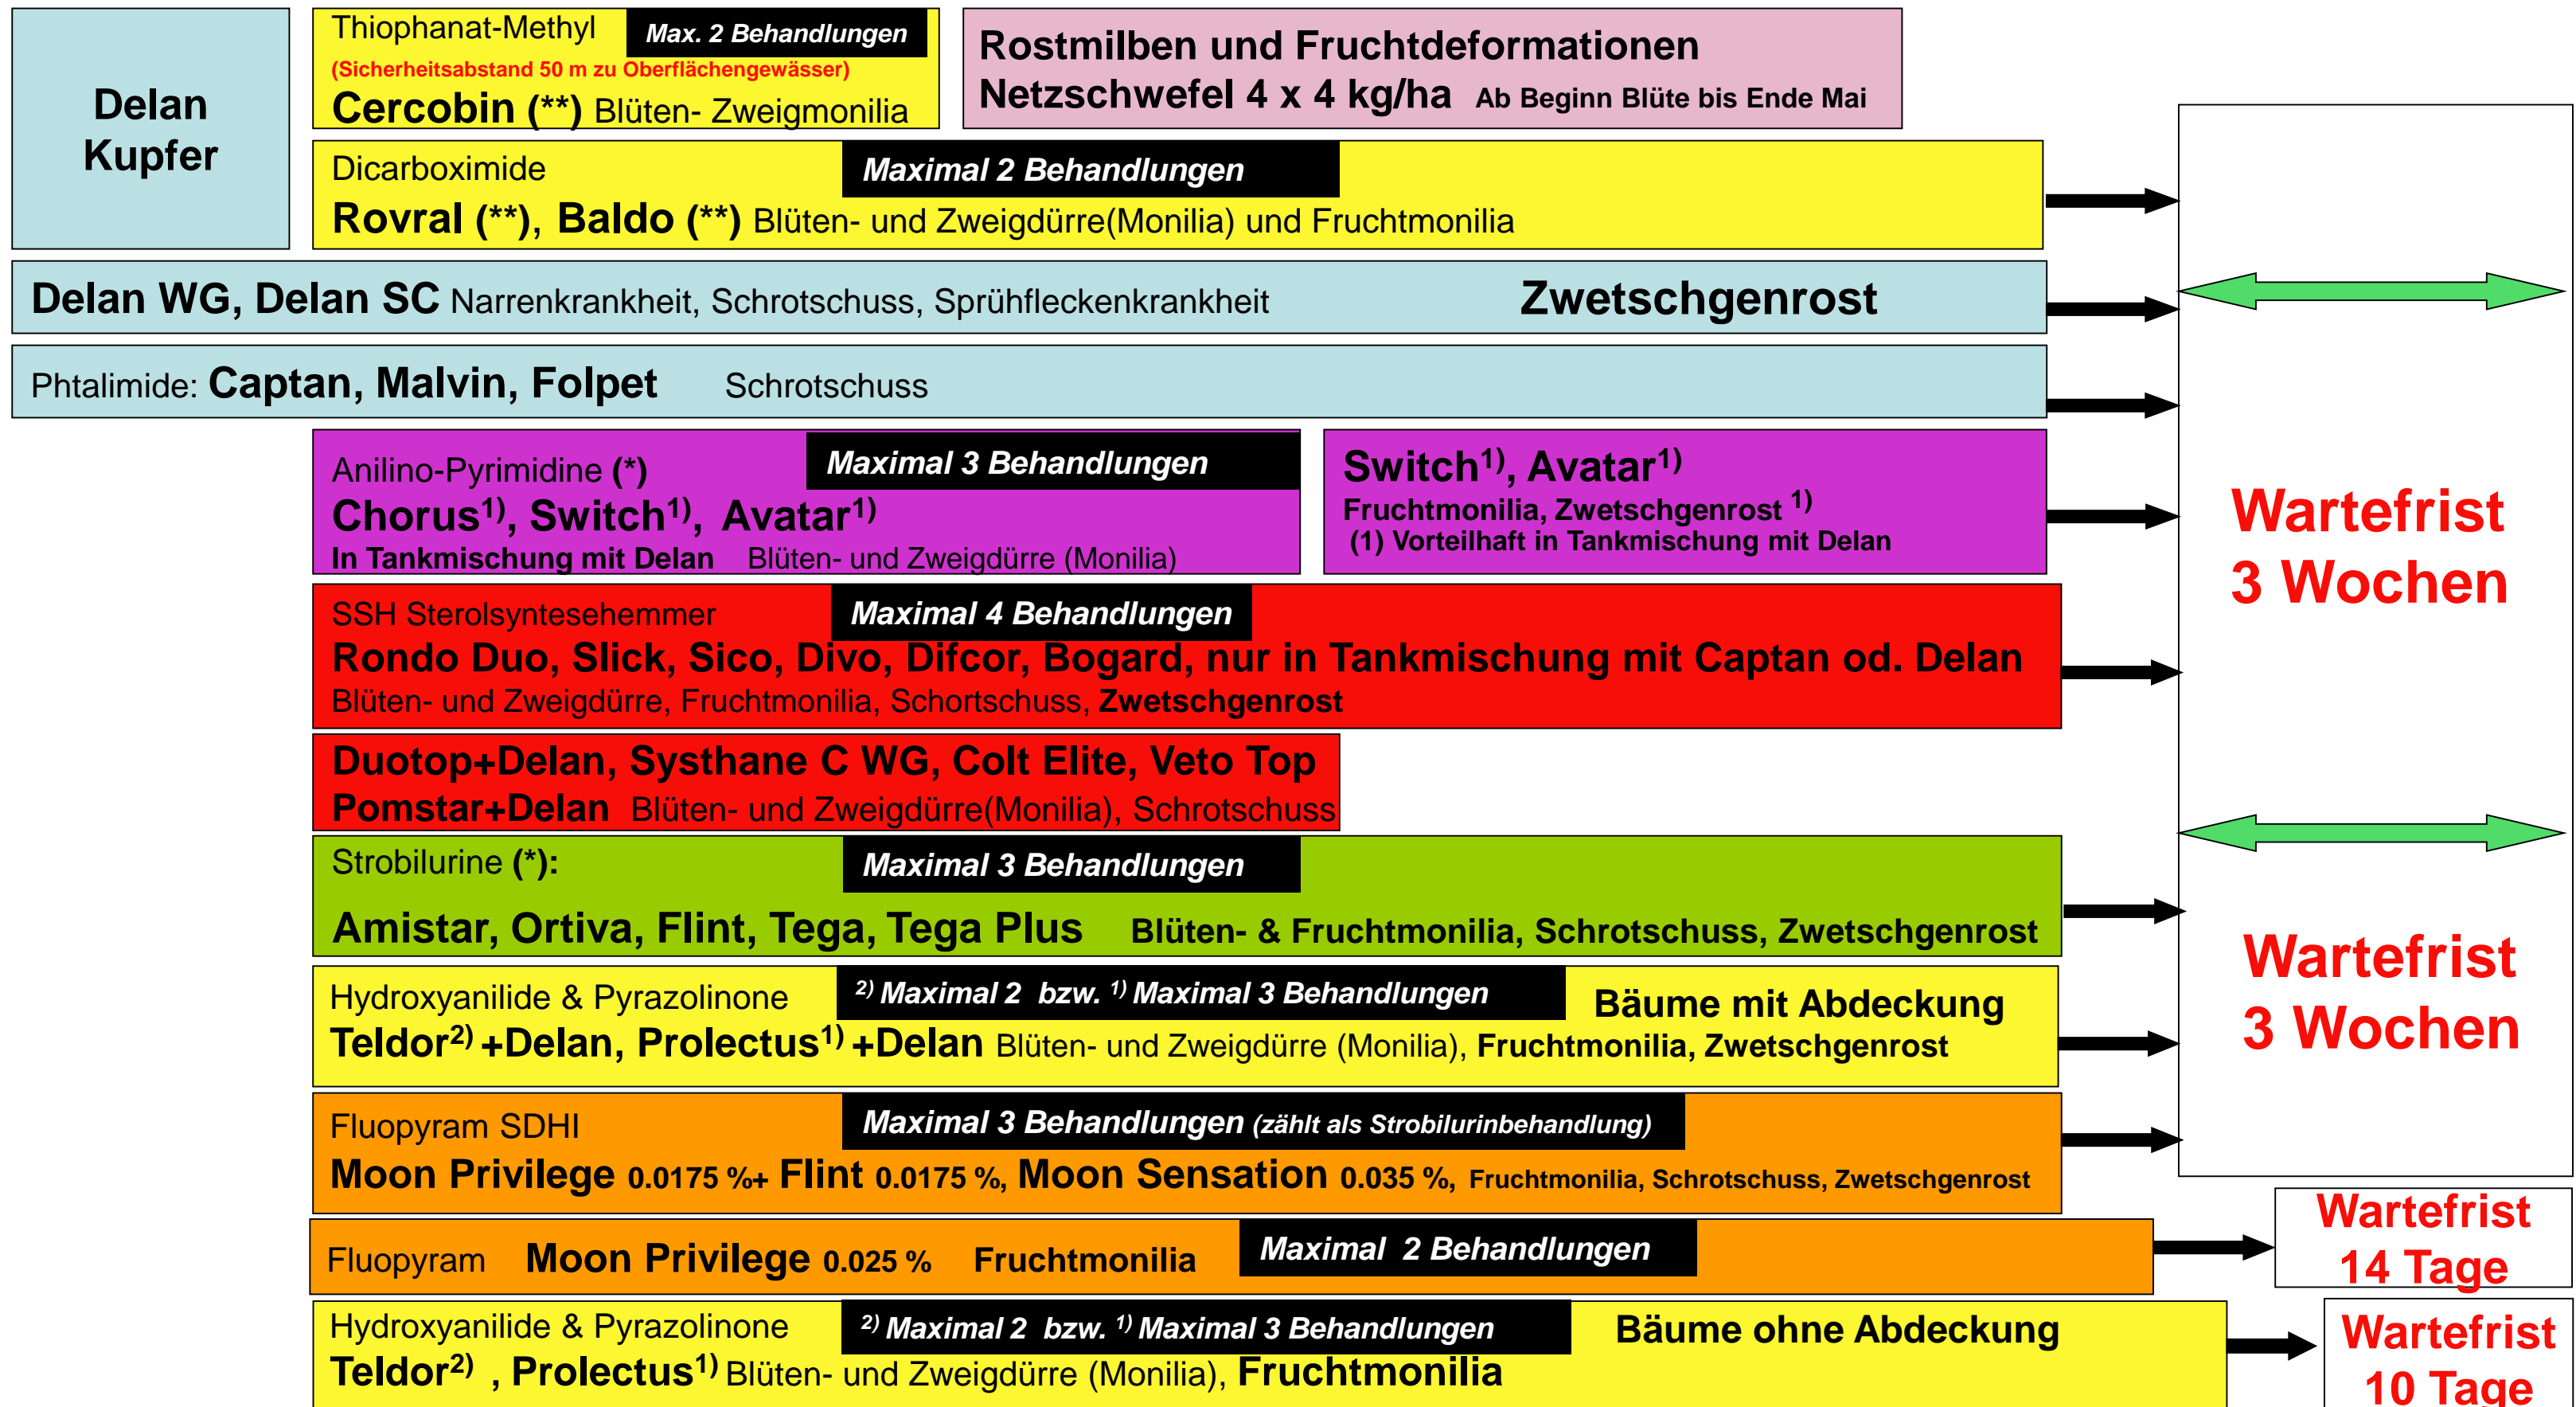 Delan
Kupfer
Thiophanat-Methyl
Max. 2 Behandlungen
(Sicherheitsabstand 50 m zu Oberflächengewässer)
Cercobin (**) Blüten- Zweigmonilia
Rostmilben und Fruchtdeformationen
Netzschwefel 4 x 4 kg/ha Ab Beginn Blüte bis Ende Mai
Dicarboximide
Maximal 2 Behandlungen
Rovral (**), Baldo (**) Blüten- und Zweigdürre(Monilia) und Fruchtmonilia
Delan WG, Delan SC Narrenkrankheit, Schrotschuss, Sprühfleckenkrankheit Zwetschgenrost
Phtalimide: Captan, Malvin, Folpet Schrotschuss
Anilino-Pyrimidine (*)
Maximal 3 Behandlungen
Chorus1), Switch1), Avatar1)
In Tankmischung mit Delan Blüten- und Zweigdürre (Monilia)
Switch1), Avatar1)
Fruchtmonilia, Zwetschgenrost 1)
(1) Vorteilhaft in Tankmischung mit Delan
Wartefrist
3 Wochen
SSH Sterolsyntesehemmer
Maximal 4 Behandlungen
Rondo Duo, Slick, Sico, Divo, Difcor, Bogard, nur in Tankmischung mit Captan od. Delan
Blüten- und Zweigdürre, Fruchtmonilia, Schortschuss, Zwetschgenrost
Duotop+Delan, Systhane C WG, Colt Elite, Veto Top
Pomstar+Delan Blüten- und Zweigdürre(Monilia), Schrotschuss
Strobilurine (*):
Maximal 3 Behandlungen
Amistar, Ortiva, Flint, Tega, Tega Plus Blüten- & Fruchtmonilia, Schrotschuss, Zwetschgenrost
Wartefrist
3 Wochen
Hydroxyanilide & Pyrazolinone
2) Maximal 2 bzw. 1) Maximal 3 Behandlungen
Bäume mit Abdeckung
Teldor2) +Delan, Prolectus1) +Delan Blüten- und Zweigdürre (Monilia), Fruchtmonilia, Zwetschgenrost
Fluopyram SDHI
Maximal 3 Behandlungen (zählt als Strobilurinbehandlung)
Moon Privilege 0.0175 %+ Flint 0.0175 %, Moon Sensation 0.035 %, Fruchtmonilia, Schrotschuss, Zwetschgenrost
Fluopyram Moon Privilege 0.025 % Fruchtmonilia
Maximal 2 Behandlungen
Wartefrist
14 Tage
Hydroxyanilide & Pyrazolinone
2) Maximal 2 bzw. 1) Maximal 3 Behandlungen
Bäume ohne Abdeckung
Teldor2) , Prolectus1) Blüten- und Zweigdürre (Monilia), Fruchtmonilia
Wartefrist
10 Tage